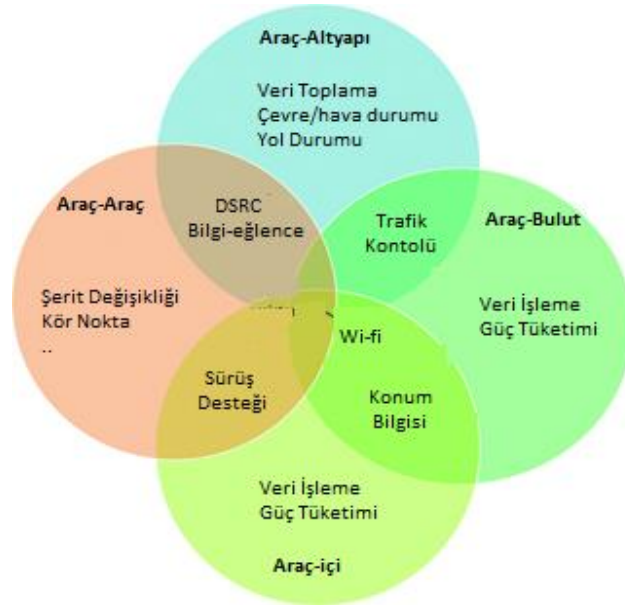 Araç-Altyapı
Veri Toplama
Çevre/hava durumu
Yol Durumu
Araç-Araç
DSRC
Bilgi-eğlence
Trafik
Kontolü
Araç-Bulut
Şerit Değişikliği
Kör Nokta
..
Veri İşleme
Güç Tüketimi
Wi-fi
Sürüş
Desteği
Konum
Bilgisi
Veri İşleme
Güç Tüketimi
Araç-içi